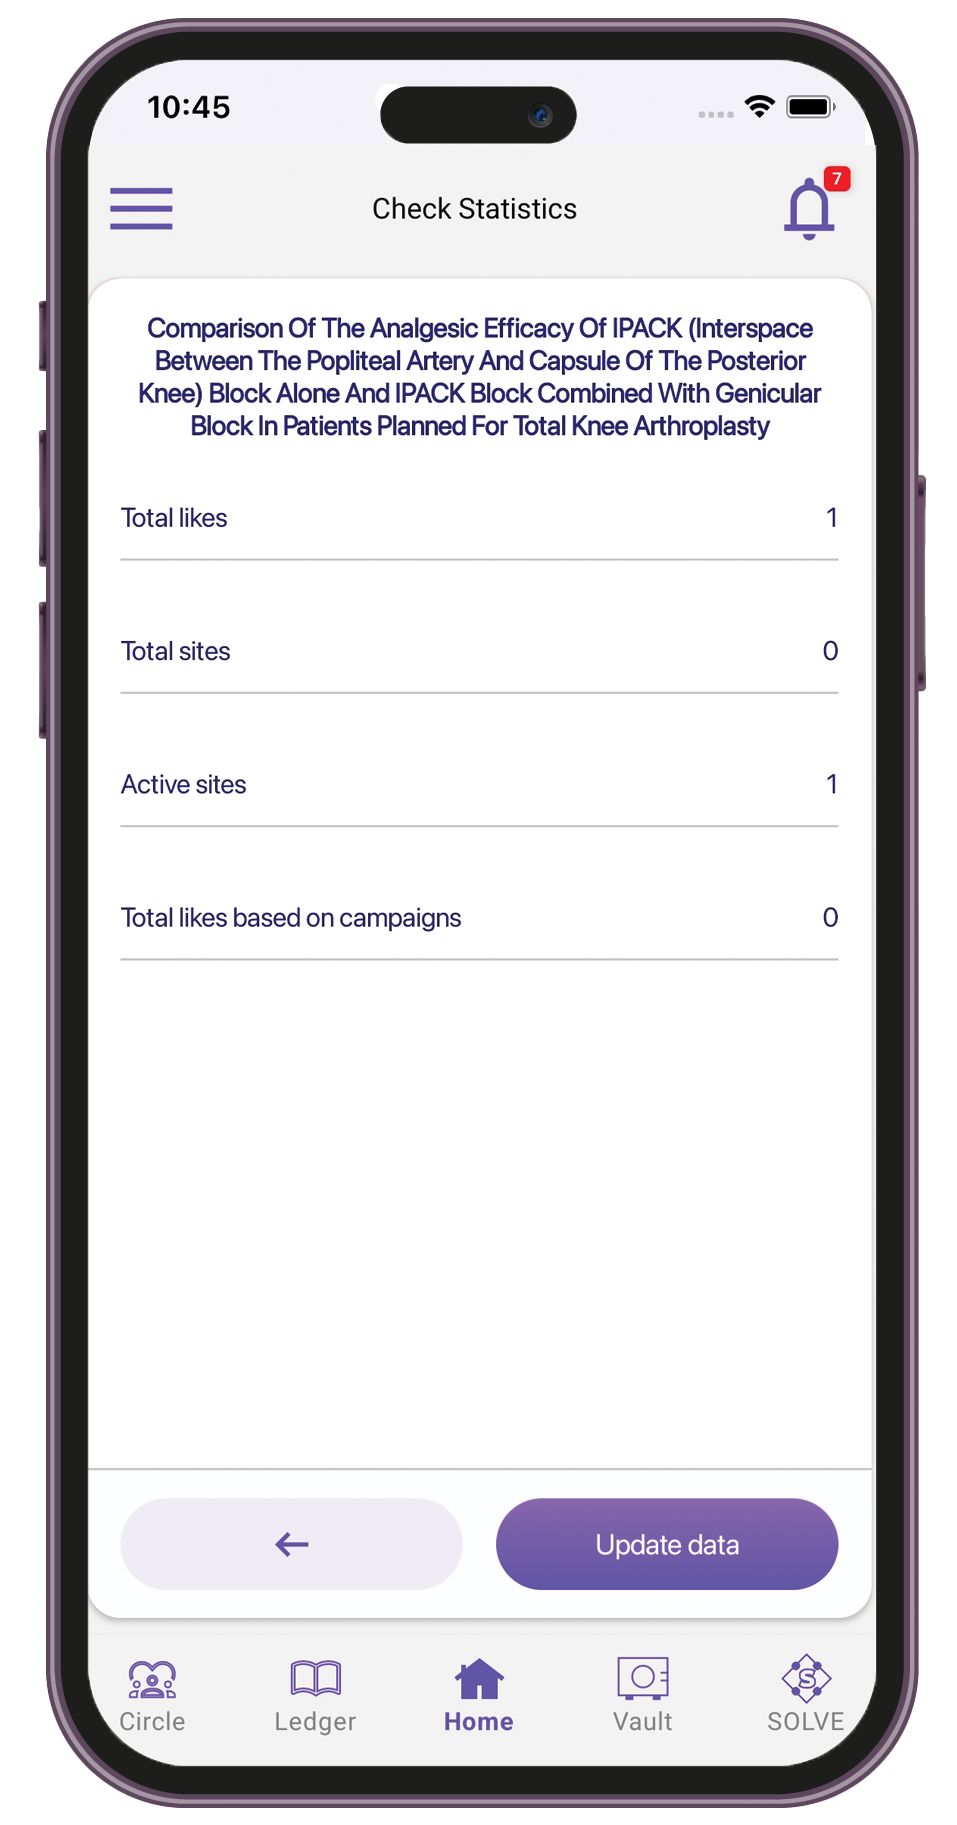 10:45
Check Statistics
7
Comparison Of The Analgesic Efficacy Of IPACK (Interspace
Between The Popliteal Artery And Capsule Of The Posterior
Knee) Block Alone And IPACK Block Combined With Genicular
Block In Patients Planned For Total Knee Arthroplasty
Total likes 1
Total sites 0
Active sites 1
Total likes based on campaigns 0
Update data
S
Circle Ledger Home Vault SOLVE